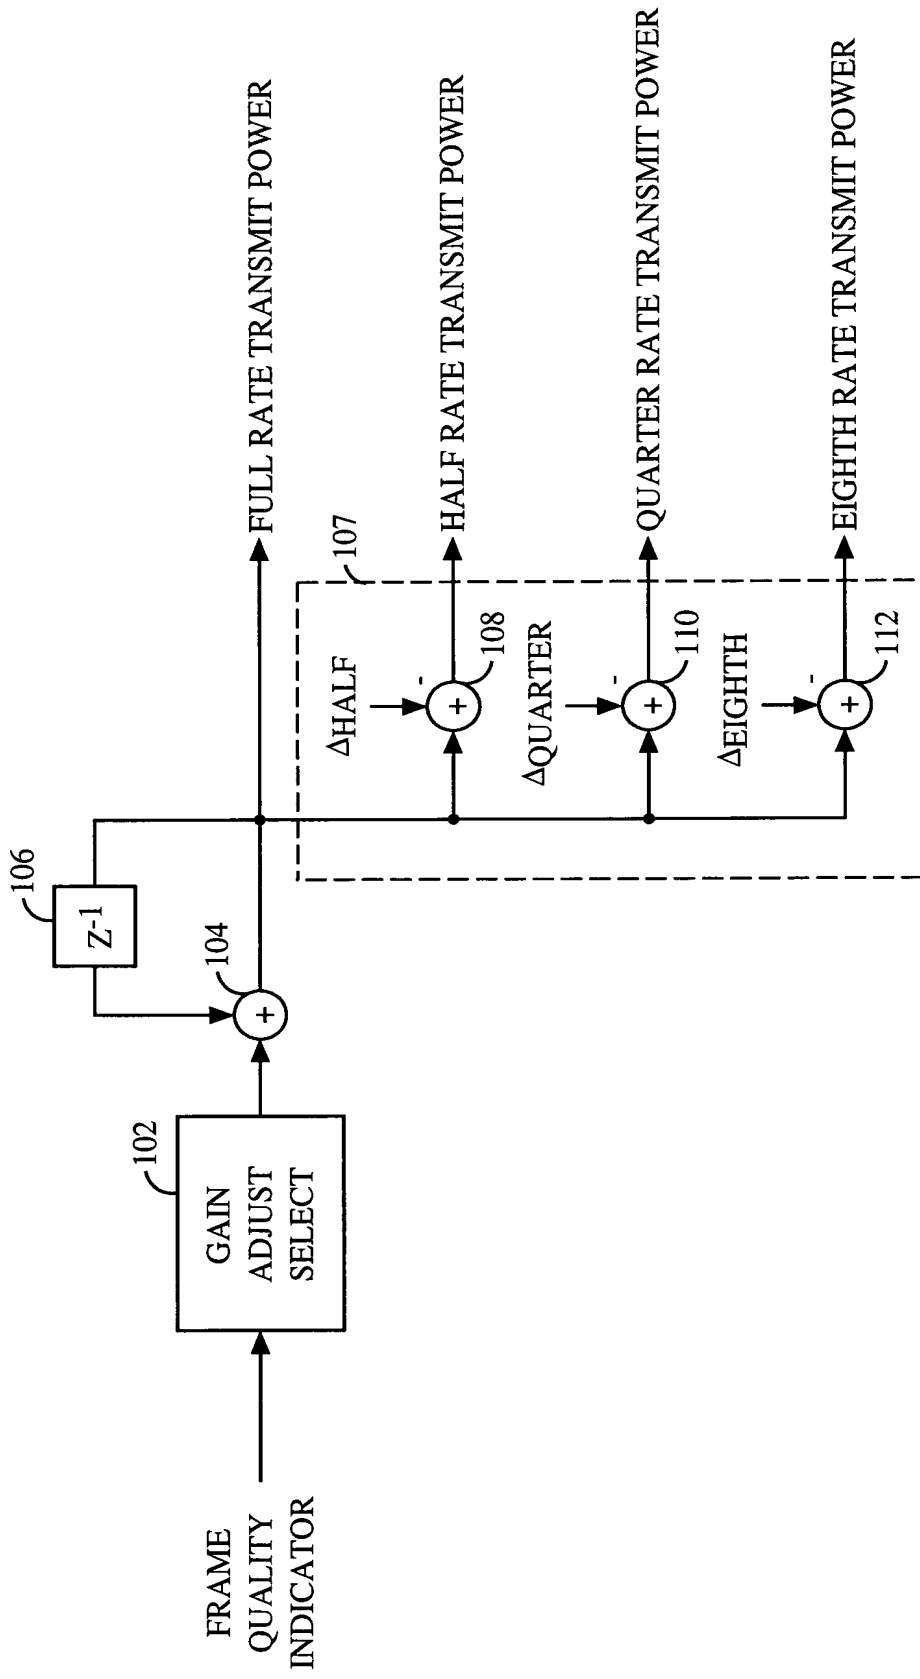 FRAME
QUALITY
INDICATOR
102
GAIN
ADJUST
SELECT
104
+
106
Z-1
FULL RATE TRANSMIT POWER
107
ΔHALF
-
+
108
HALF RATE TRANSMIT POWER
ΔQUARTER
-
+
110
QUARTER RATE TRANSMIT POWER
ΔEIGHTH
-
+
112
EIGHTH RATE TRANSMIT POWER